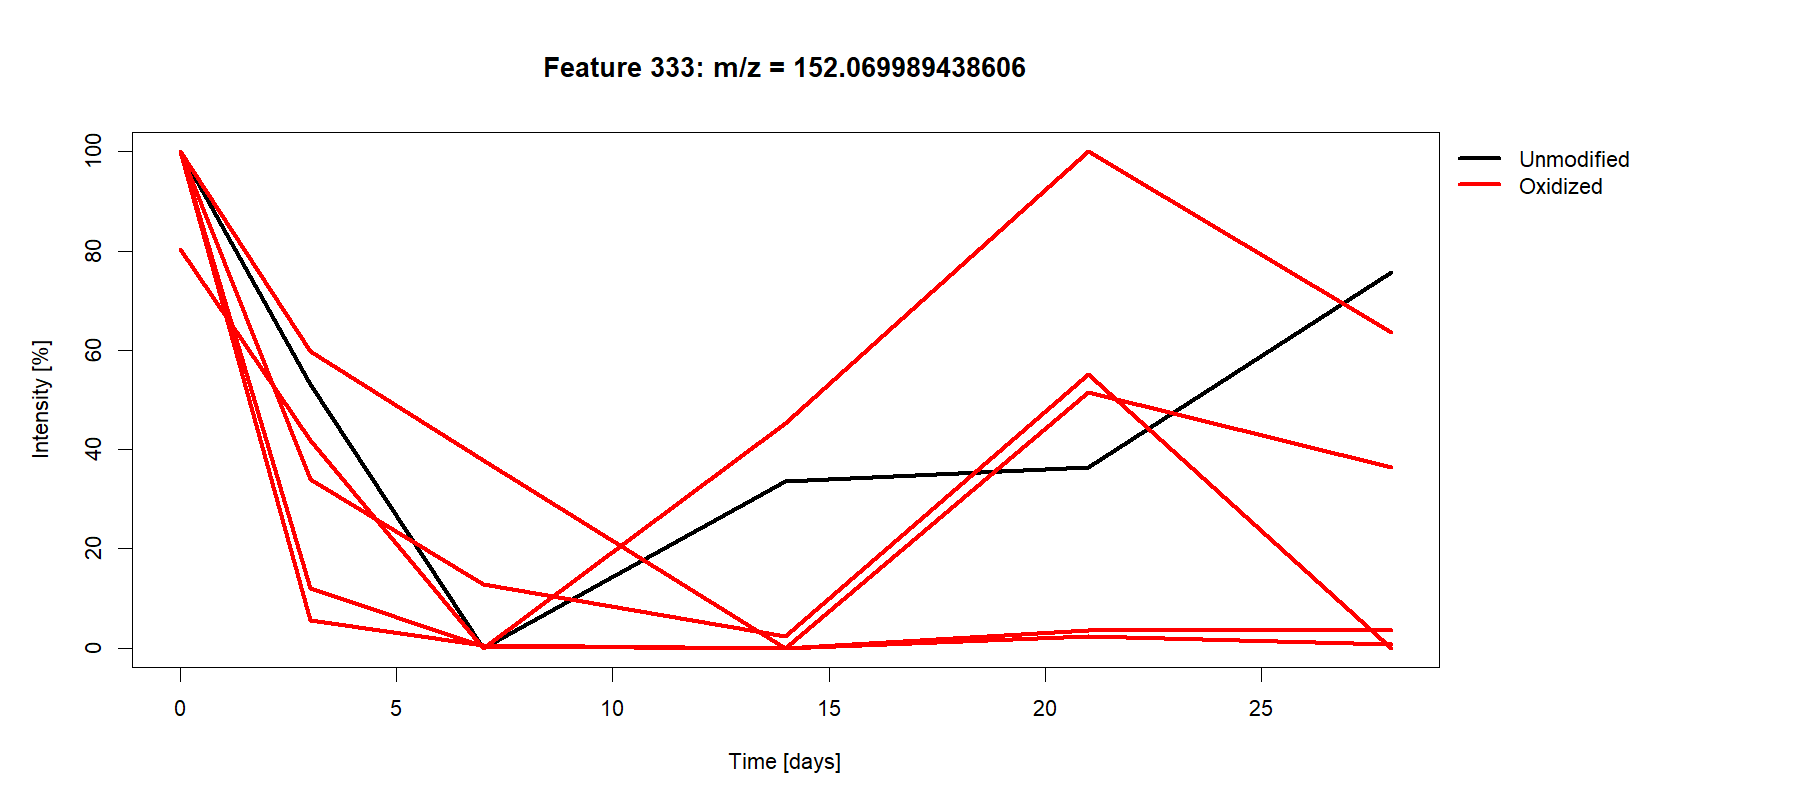 Feature 333: m/z = 152.069989438606
Unmodified
Oxidized
Intensity [%]
100
80
60
40
20
0
0 5 10 15 20 25
Time [days]